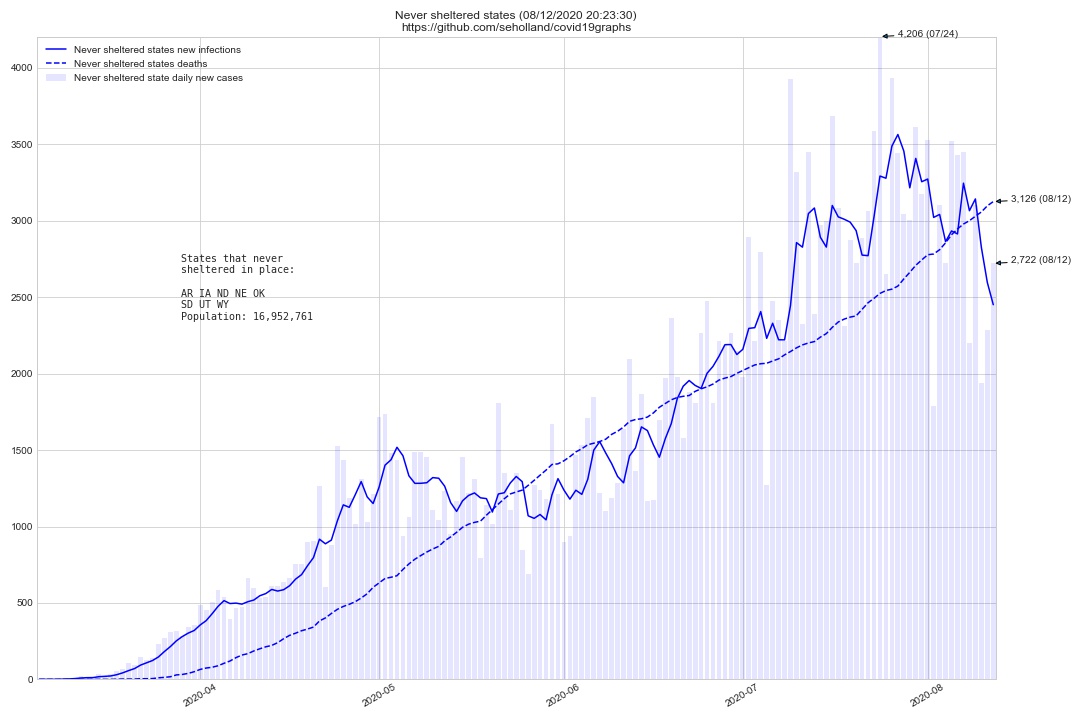 Never sheltered states (08/12/2020 20:23:30)
https://github.com/seholland/covid19graphs
4,206 (07/24)
Never sheltered states new infections
Never sheltered states deaths
Never sheltered state daily new cases
4000
3500
3000
2500
2000
1500
1000
500
0
3,126 (08/12)
2,722 (08/12)
States that never
sheltered in place:
AR IA ND NE OK
SD UT WY
Population: 16,952,761
2020-04
2020-05
2020-06
2020-07
2020-08